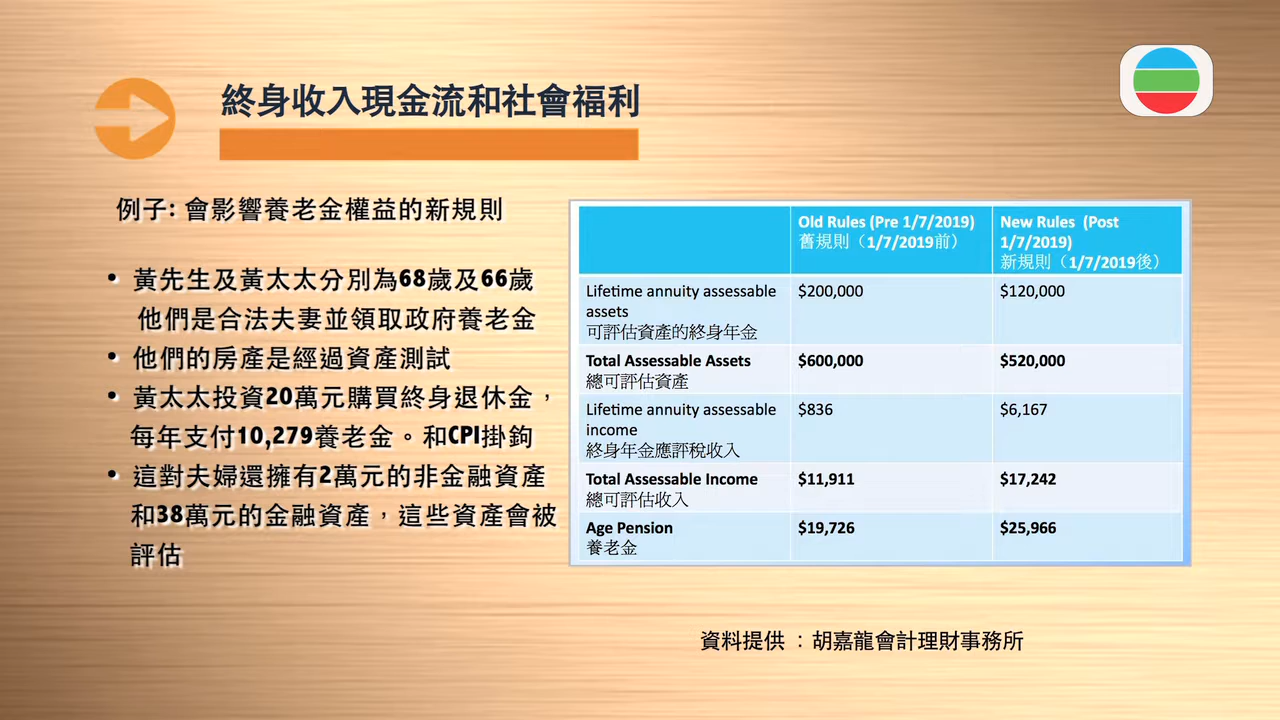 終身收入現金流和社會福利
例子: 會影響養老金權益的新規則
• 黃先生及黃太太分別為68歲及66歲
他們是合法夫妻並領取政府養老金
• 他們的房產是經過資產測試
• 黃太太投資20萬元購買終身退休金，
每年支付10,279養老金。和CPI掛鉤
• 這對夫婦還擁有2萬元的非金融資產
和38萬元的金融資產，這些資產會被
評估
Old Rules (Pre 1/7/2019)
舊規則（1/7/2019前）
New Rules (Post
1/7/2019)
新規則（1/7/2019後）
Lifetime annuity assessable
assets
可評估資產的終身年金
$200,000
$120,000
Total Assessable Assets
總可評估資產
$600,000
$520,000
Lifetime annuity assessable
income
終身年金應評稅收入
$836
$6,167
Total Assessable Income
總可評估收入
$11,911
$17,242
Age Pension
養老金
$19,726
$25,966
資料提供 ：胡嘉龍會計理財事務所